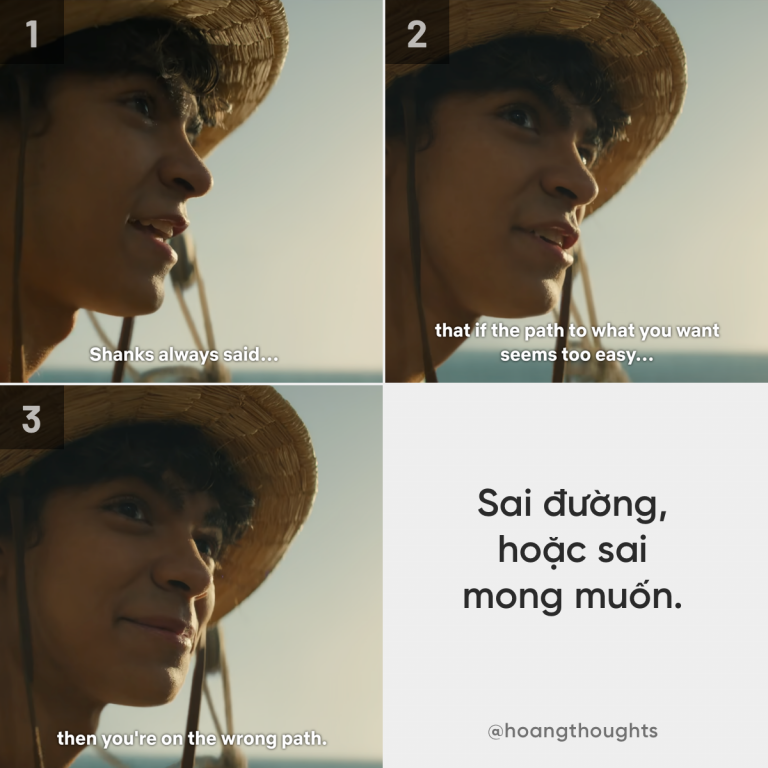 1
Shanks always said...
2
that if the path to what you want
seems too easy...
3
then you're on the wrong path.
Sai đường,
hoặc sai
mong muốn.
@hoangthoughts